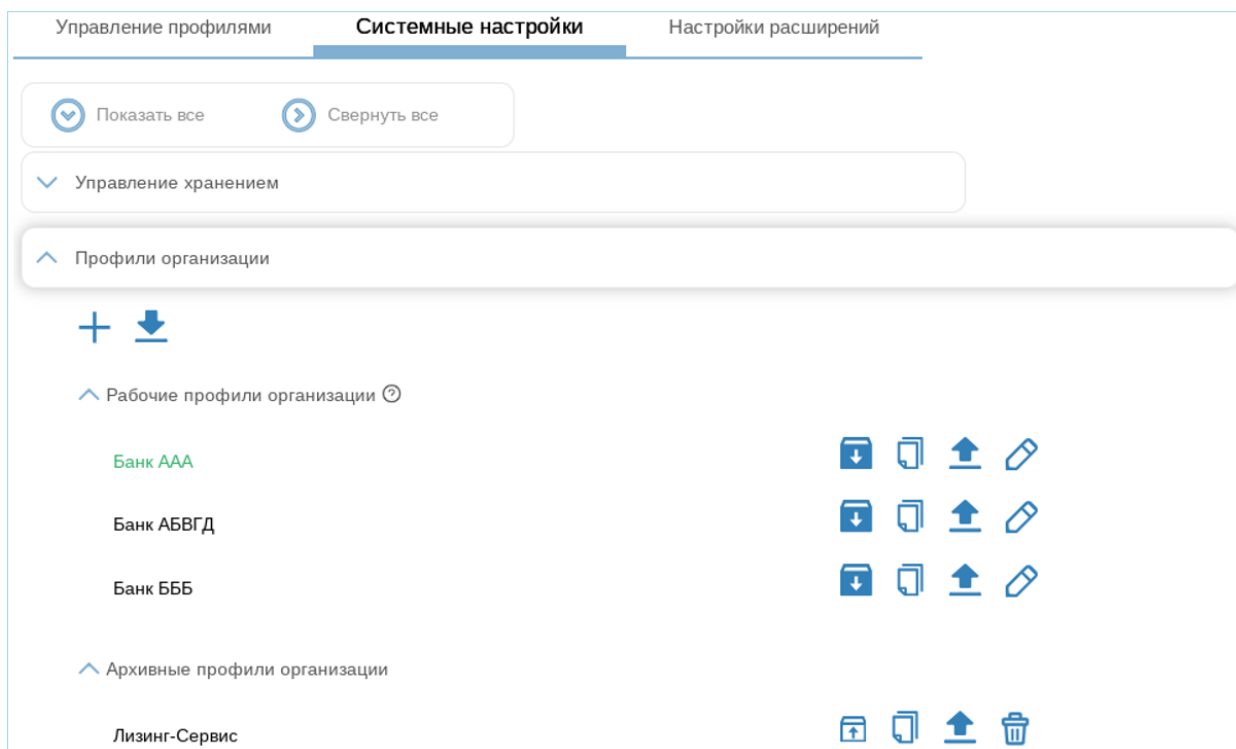 Управление профилями Системные настройки Настройки расширений
Показать все Свернуть все
Управление хранением
Профили организации
Рабочие профили организации ?
Банк ААА
Банк АБВГД
Банк БББ
Архивные профили организации
Лизинг-Сервис